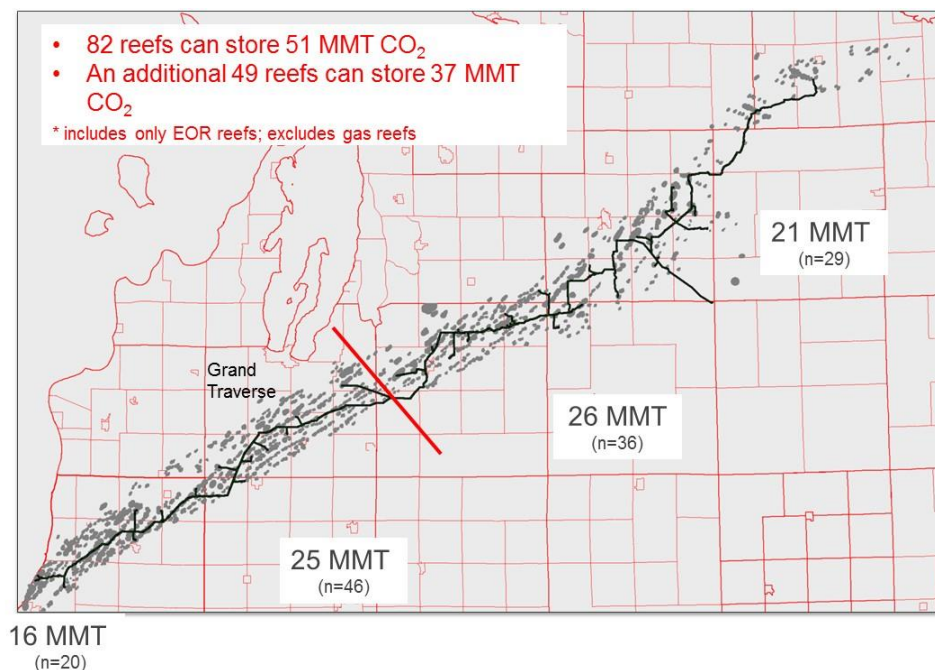 • 82 reefs can store 51 MMT CO₂
• An additional 49 reefs can store 37 MMT
CO₂
* includes only EOR reefs; excludes gas reefs
21 MMT
(n=29)
Grand
Traverse
26 MMT
(n=36)
25 MMT
(n=46)
16 MMT
(n=20)